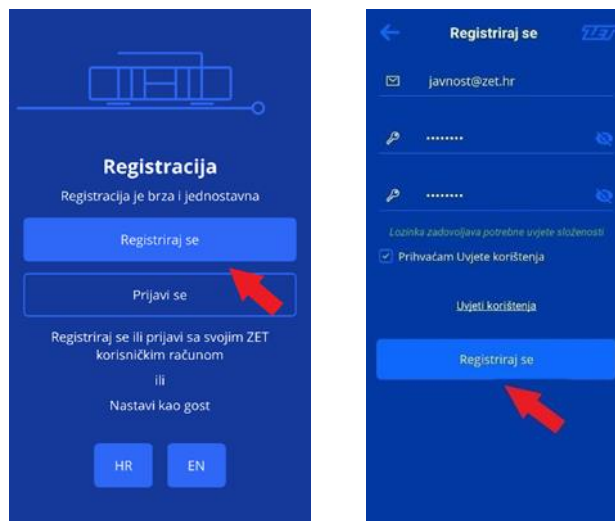 Registracija
Registracija je brza i jednostavna
Registriraj se
Prijavi se
Registriraj se ili prijavi sa svojim ZET
korisničkim računom
ili
Nastavi kao gost
HR EN
Registriraj se ZET
javnost@zet.hr
········
········
Lozinka zadovoljava potrebne uvjete složenosti
Prihvaćam Uvjete korištenja
Uvjeti korištenja
Registriraj se